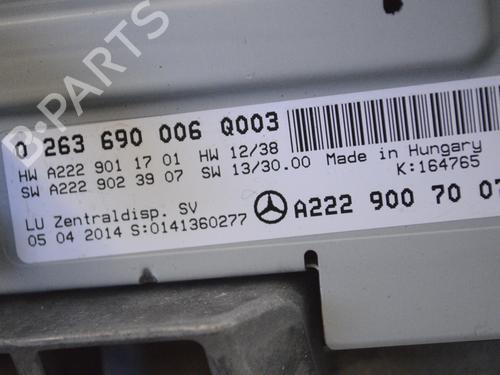 0 263 690 006 Q003
HW A222 901 17 01 HW 12/38
SW A222 902 39 07 SW 13/30.00
Made in Hungary
K:164765
LU Zentraldisp. SV
05 04 2014 S:0141360277
A222 900 70 07
B-PARTS